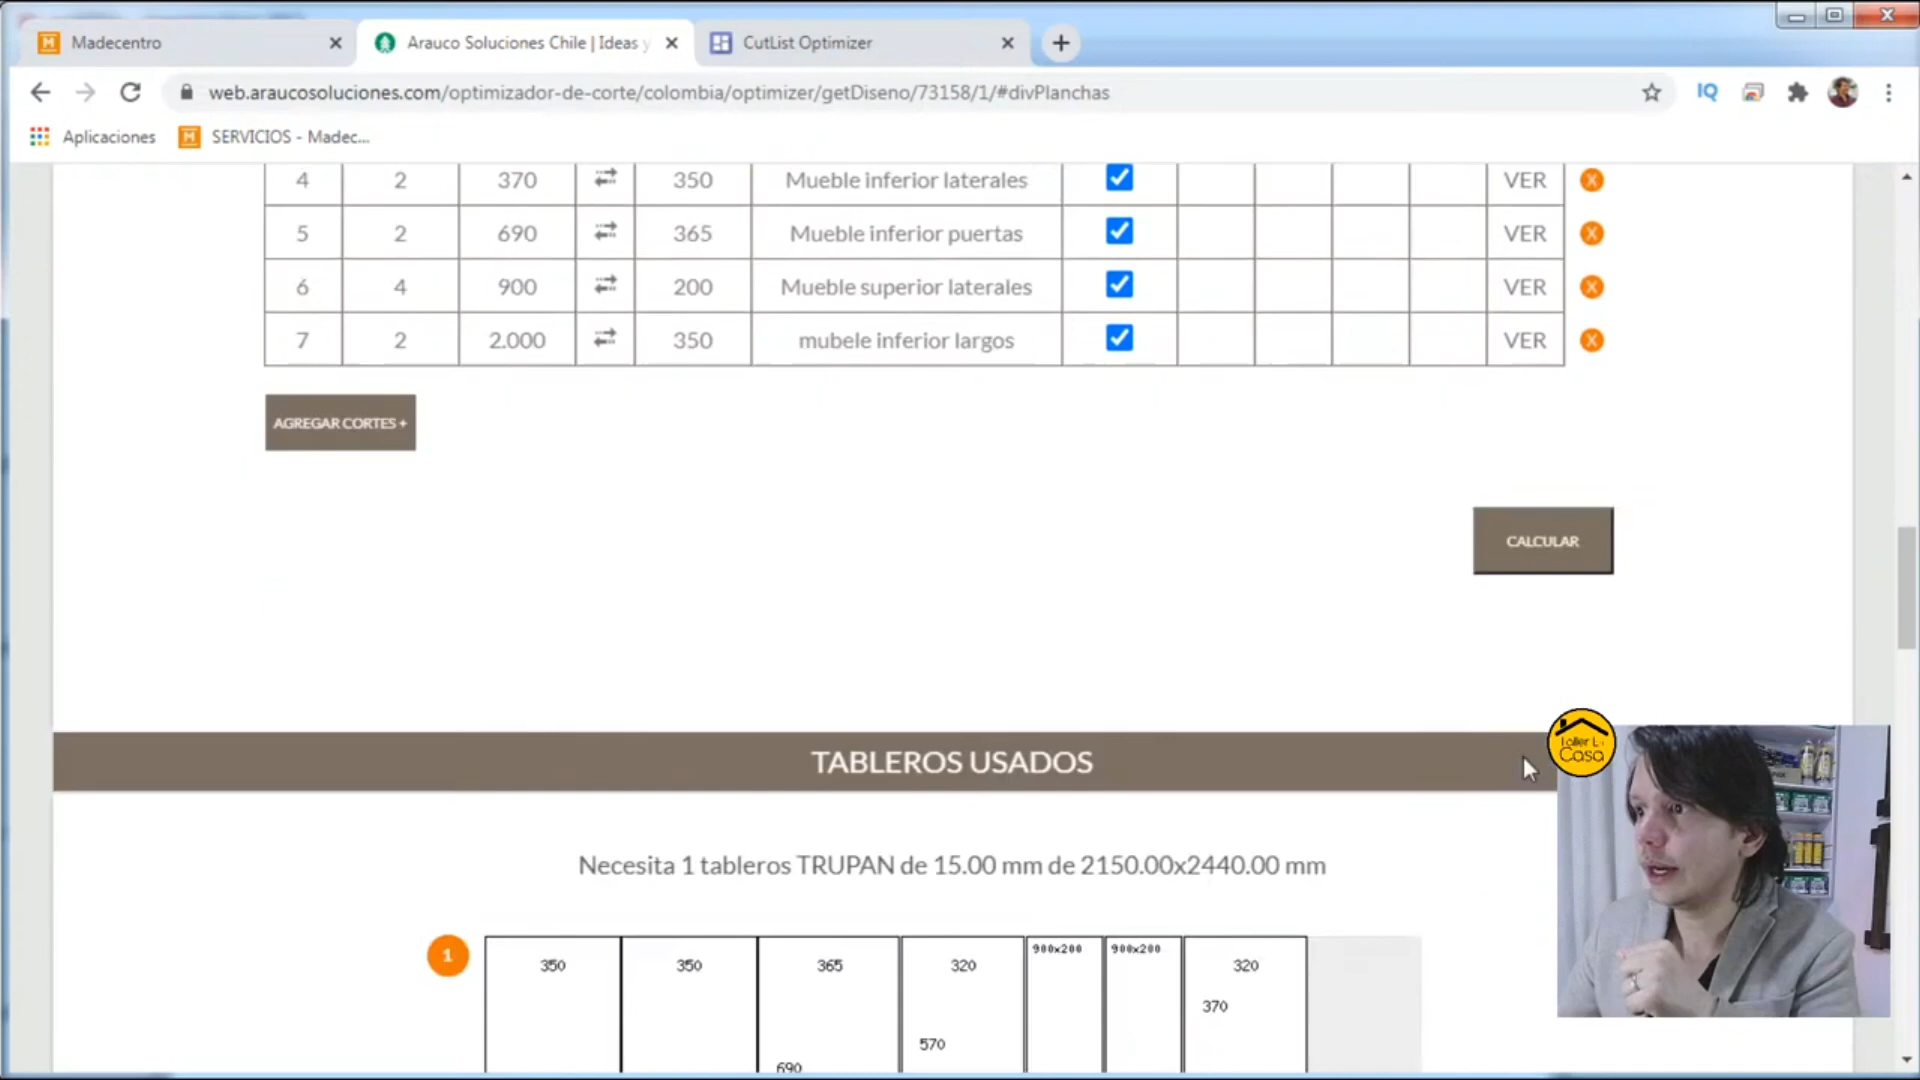 Madecentro
Arauco Soluciones Chile | Ideas y
CutList Optimizer
web.araucosoluciones.com/optimizador-de-corte/colombia/optimizer/getDiseno/73158/1/#divPlanchas
IQ
Aplicaciones
SERVICIOS - Madec...
4 2 370 350 Mueble inferior laterales VER X
5 2 690 365 Mueble inferior puertas VER X
6 4 900 200 Mueble superior laterales VER X
7 2 2.000 350 mubele inferior largos VER X
AGREGAR CORTES +
CALCULAR
TABLEROS USADOS
Casa
Necesita 1 tableros TRUPAN de 15.00 mm de 2150.00x2440.00 mm
1
350 350 365 320 900x200 900x200 320
370
570
690